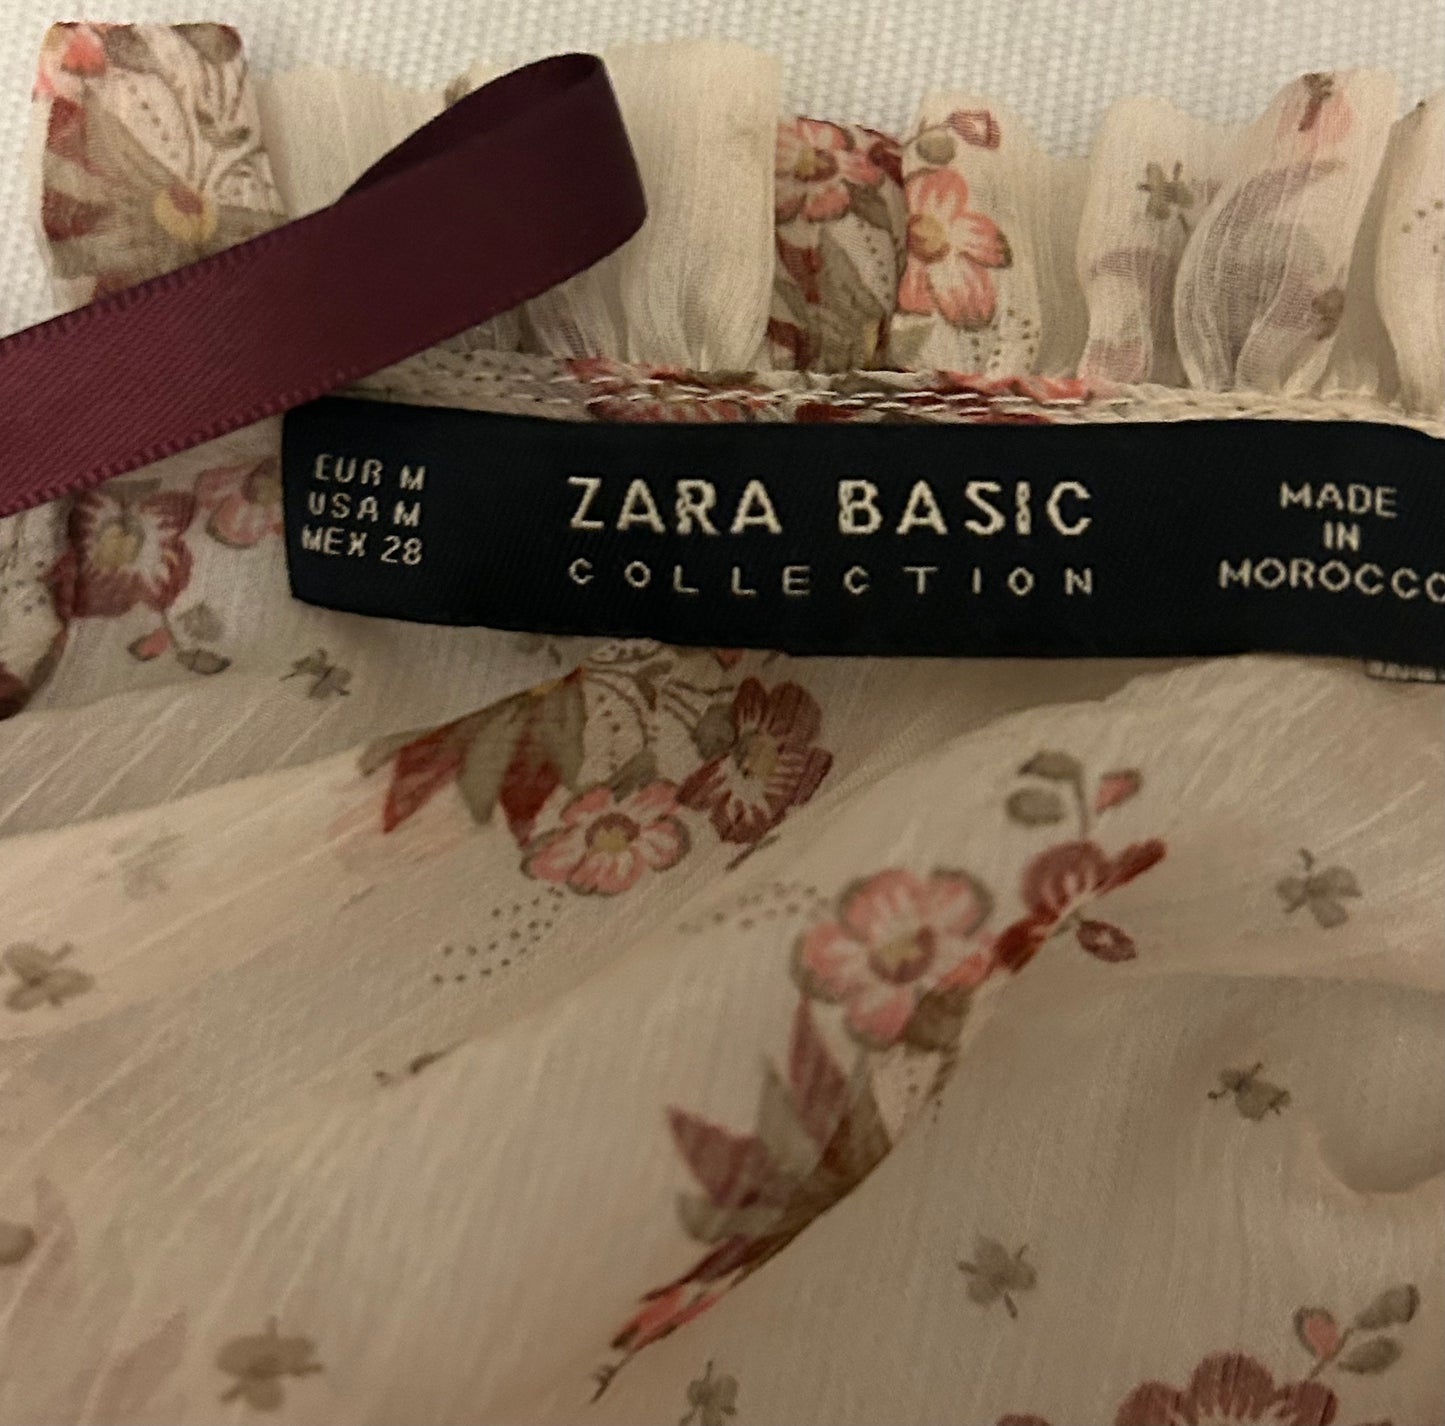 EUR M
USA M
MEX 28
ZARA BASIC
COLLECTION
MADE
IN
MOROCCO